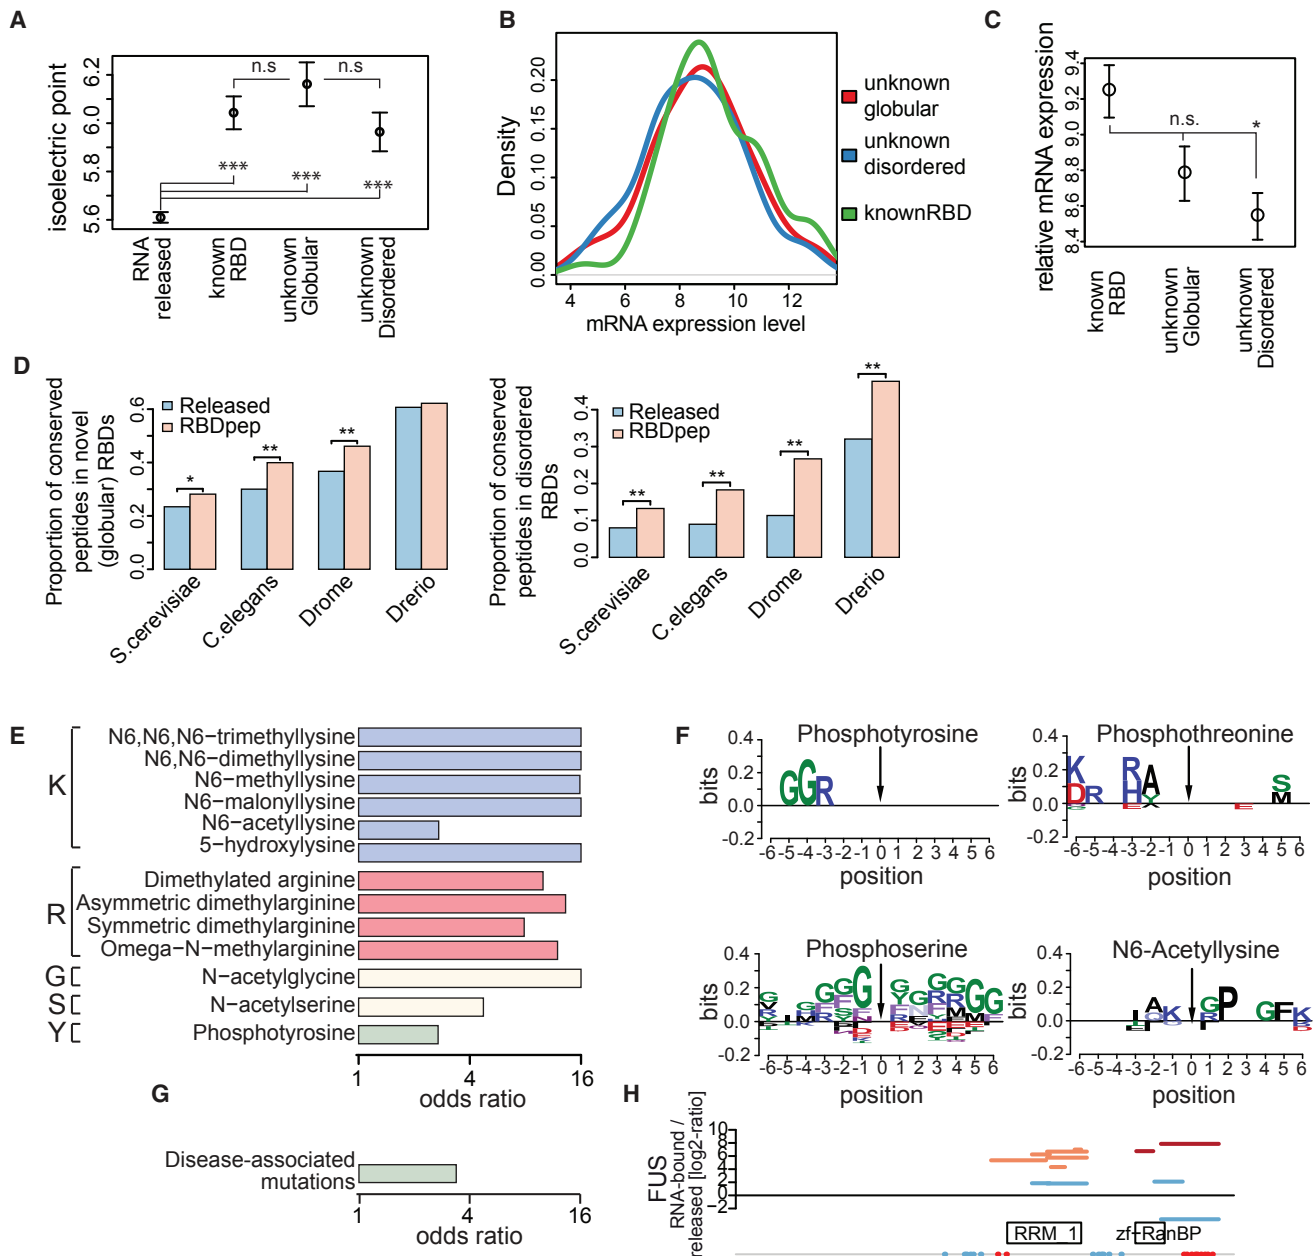 A
isoelectric point
6.2
6.0
5.8
5.6
n.s
n.s
***
***
***
RNA
released
known
RBD
unknown
Globular
unknown
Disordered
B
Density
0.20
0.15
0.10
0.05
0.00
4 6 8 10 12
mRNA expression level
unknown
globular
unknown
disordered
knownRBD
C
relative mRNA expression
9.4
9.2
9.0
8.8
8.6
8.4
n.s.
*
known
RBD
unknown
Globular
unknown
Disordered
D
Proportion of conserved
peptides in novel
(globular) RBDs
0.6
0.4
0.2
0.0
Released
RBDpep
*
**
**
S.cerevisiae
C.elegans
Drome
Drerio
Proportion of conserved
peptides in disordered
RBDs
0.4
0.3
0.2
0.1
0.0
Released
RBDpep
**
**
**
**
S.cerevisiae
C.elegans
Drome
Drerio
E
K
N6,N6,N6−trimethyllysine
N6,N6−dimethyllysine
N6−methyllysine
N6−malonyllysine
N6−acetyllysine
5−hydroxylysine
R
Dimethylated arginine
Asymmetric dimethylarginine
Symmetric dimethylarginine
Omega−N−methylarginine
G
N−acetylglycine
S
N−acetylserine
Y
Phosphotyrosine
1 4 16
odds ratio
F
Phosphotyrosine
bits
0.4
0.2
0.0
-0.2
GGR
-6 -5 -4 -3 -2 -1 0 1 2 3 4 5 6
position
Phosphothreonine
bits
0.4
0.2
0.0
-0.2
-6 -5 -4 -3 -2 -1 0 1 2 3 4 5 6
position
Phosphoserine
bits
0.4
0.2
0.0
-0.2
-6 -5 -4 -3 -2 -1 0 1 2 3 4 5 6
position
N6-Acetyllysine
bits
0.4
0.2
0.0
-0.2
-6 -5 -4 -3 -2 -1 0 1 2 3 4 5 6
position
G
Disease-associated
mutations
1 4 16
odds ratio
H
FUS
RNA-bound /
released [log2-ratio]
10
8
6
4
2
0
−2
RRM_1
zf-RanBP